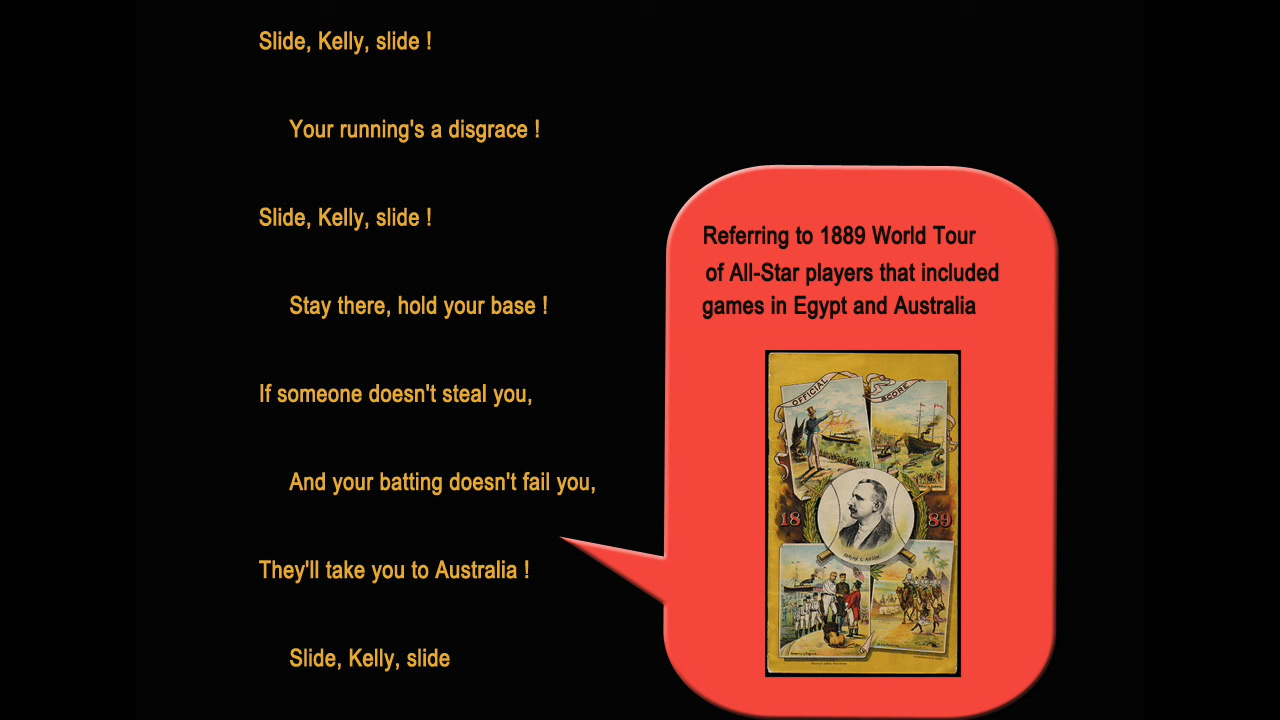 Slide, Kelly, slide !
Your running's a disgrace !
Slide, Kelly, slide !
Stay there, hold your base !
If someone doesn't steal you,
And your batting doesn't fail you,
They'll take you to Australia !
Slide, Kelly, slide
Referring to 1889 World Tour
of All-Star players that included
games in Egypt and Australia
OFFICIAL SCORE
18 89